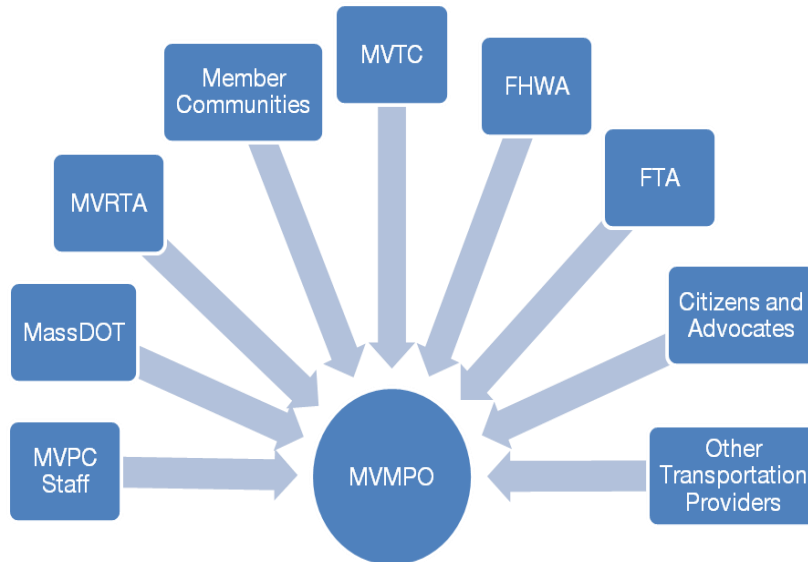 MVTC
Member
Communities
FHWA
FTA
MVRTA
Citizens and
Advocates
MassDOT
MVPC
Staff
MVMPO
Other
Transportation
Providers